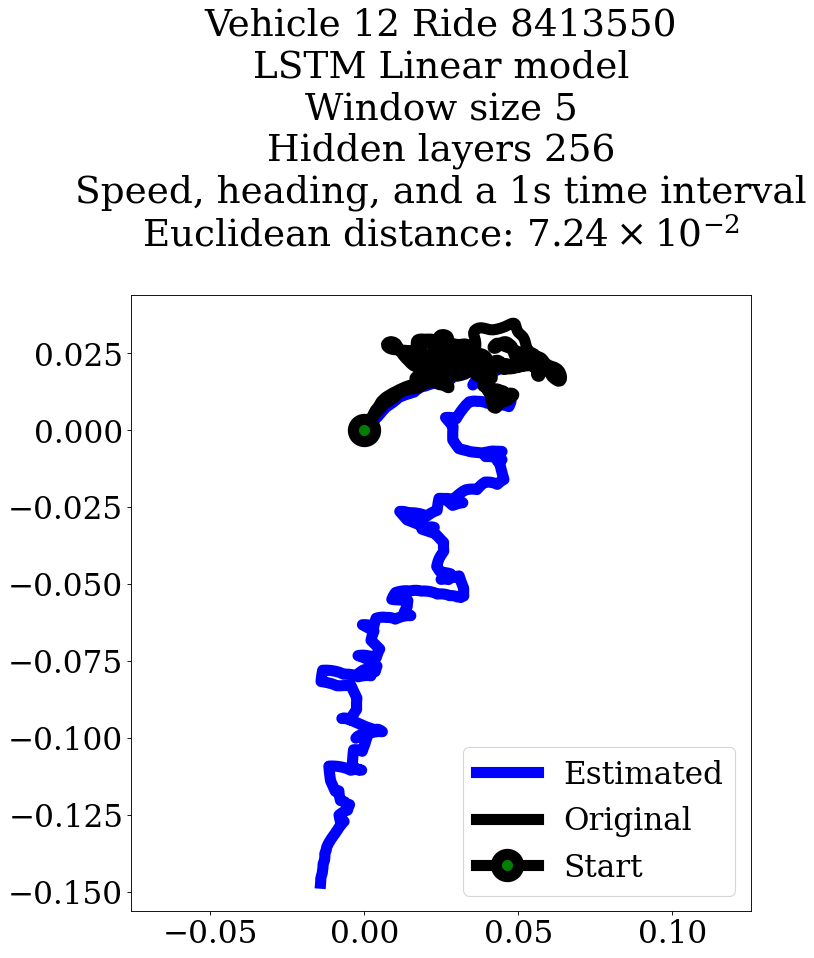 Vehicle 12 Ride 8413550
LSTM Linear model
Window size 5
Hidden layers 256
Speed, heading, and a 1s time interval
Euclidean distance: 7.24 × 10⁻²
0.025
0.000
−0.025
−0.050
−0.075
−0.100
−0.125
−0.150
Estimated
Original
Start
−0.05 0.00 0.05 0.10